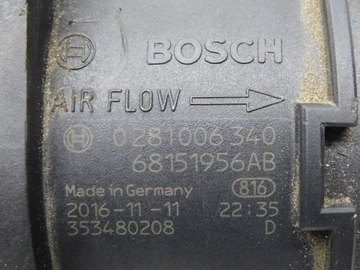 BOSCH
AIR FLOW
0 281 006 340
68151956AB
Made in Germany 816
2016-11-11 22:35
353480208 D